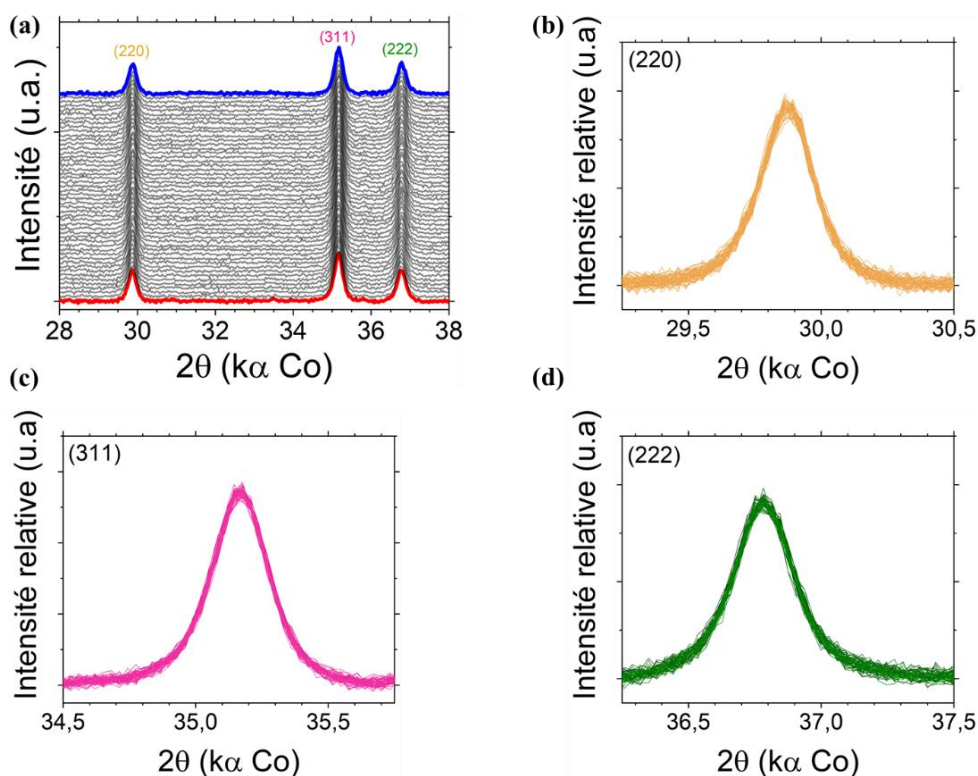 (a)
(220)
(311)
(222)
Intensité (u.a.)
28 30 32 34 36 38
2θ (kα Co)
(b)
(220)
Intensité relative (u.a)
29,5 30,0 30,5
2θ (kα Co)
(c)
(311)
Intensité relative (u.a)
34,5 35,0 35,5
2θ (kα Co)
(d)
(222)
Intensité relative (u.a)
36,5 37,0 37,5
2θ (kα Co)